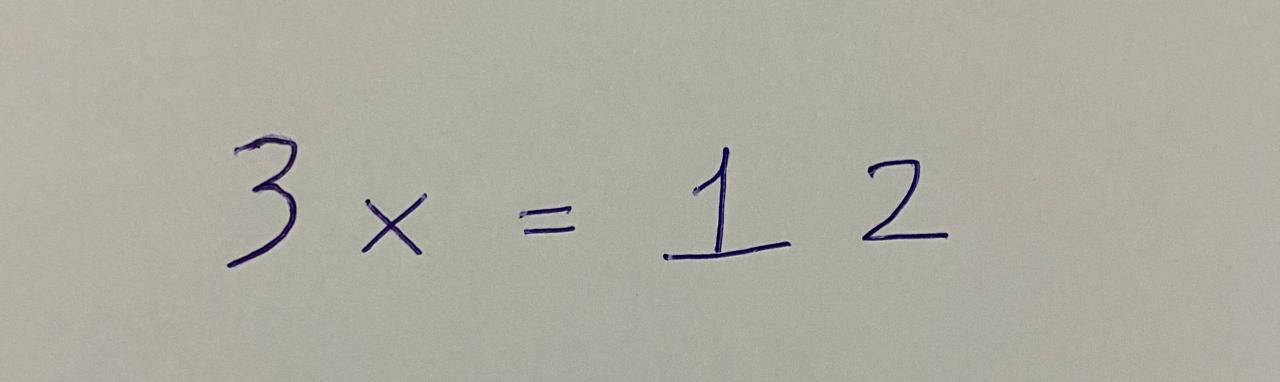 3x = 12